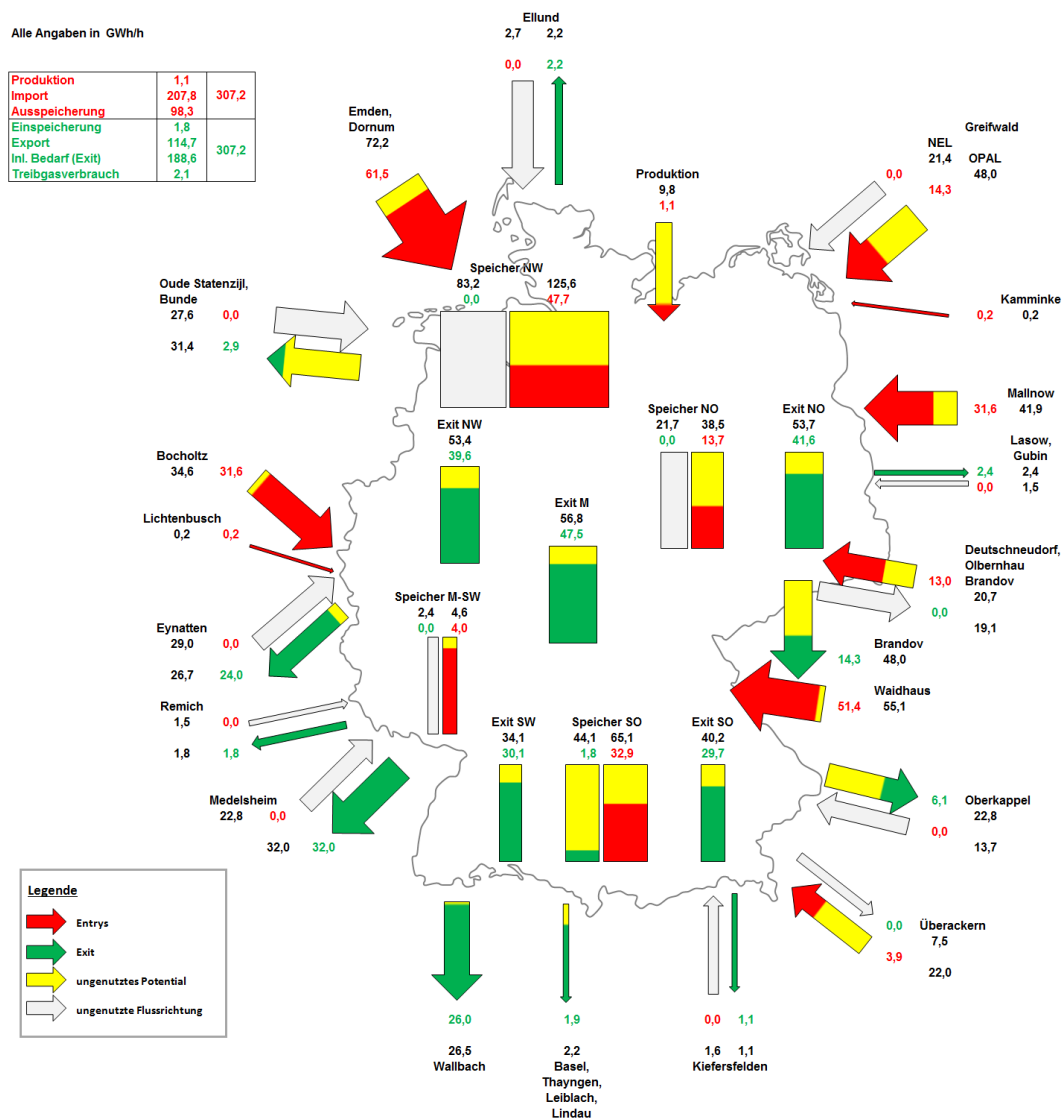 Ellund
2,7 2,2
0,0 2,2
Alle Angaben in GWh/h
Produktion 1,1
Import 207,8 307,2
Ausspeicherung 98,3
Einspeicherung 1,8
Export 114,7 307,2
Inl. Bedarf (Exit) 188,6
Treibgasverbrauch 2,1
Emden,
Dornum
72,2
61,5
Produktion
9,8
1,1
Greifwald
NEL
21,4 OPAL
0,0 48,0
14,3
Speicher NW
83,2 125,6
0,0 47,7
Oude Statenzijl,
Bunde
27,6 0,0
31,4 2,9
Kamminke
0,2 0,2
Mallnow
31,6 41,9
Speicher NO
21,7 38,5
0,0 13,7
Exit NO
53,7
41,6
Exit NW
53,4
39,6
Lasow,
Gubin
2,4 2,4
0,0 1,5
Bocholtz
34,6 31,6
Exit M
56,8
47,5
Lichtenbusch
0,2 0,2
Deutschneudorf,
Olbernhau
13,0 Brandov
20,7
0,0
19,1
Speicher M-SW
2,4 4,6
0,0 4,0
Eynatten
29,0 0,0
26,7 24,0
Brandov
14,3 48,0
Waidhaus
51,4 55,1
Remich
1,5 0,0
1,8 1,8
Exit SW
34,1
30,1
Speicher SO
44,1 65,1
1,8 32,9
Exit SO
40,2
29,7
Medelsheim
22,8 0,0
32,0 32,0
6,1 Oberkappel
22,8
0,0
13,7
Legende
Entrys
Exit
ungenutztes Potential
ungenutzte Flussrichtung
0,0 Überackern
7,5
3,9
22,0
26,0
26,5
Wallbach
1,9
2,2
Basel,
Thayngen,
Leiblach,
Lindau
0,0 1,1
1,6 1,1
Kiefersfelden